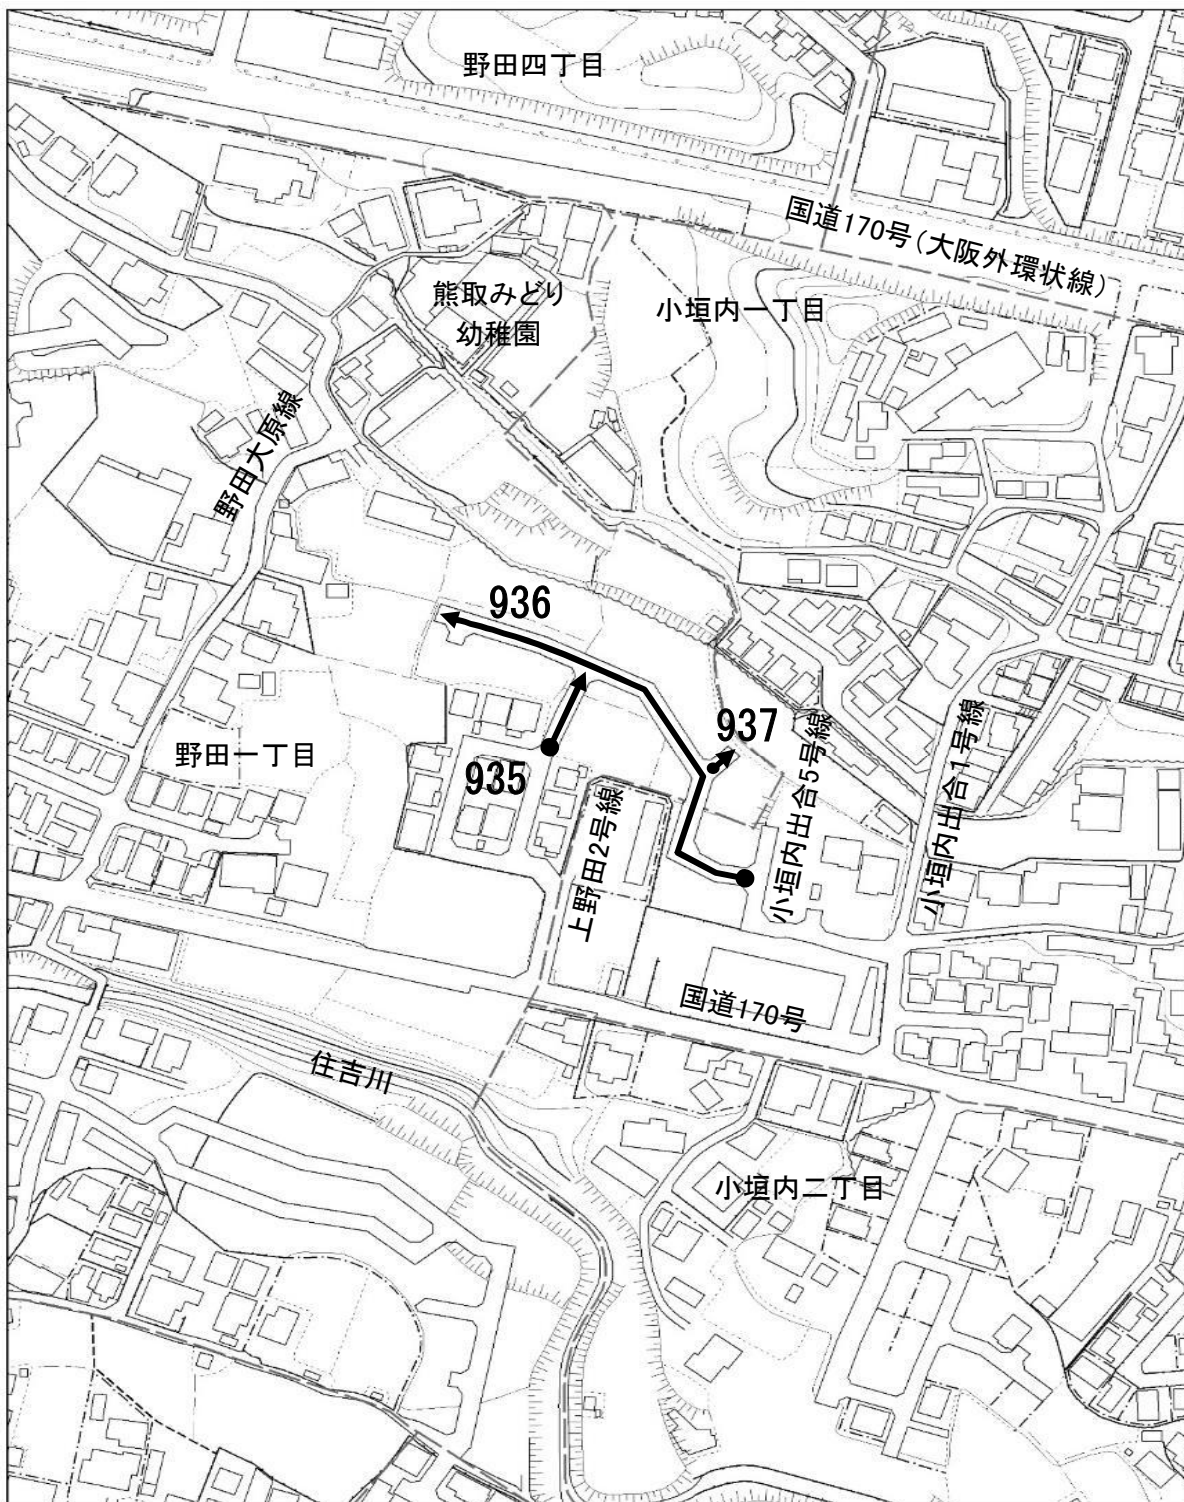 野田四丁目
国道170号(大阪外環状線)
熊取みどり
幼稚園
小垣内一丁目
野田大原線
936
937
935
野田一丁目
上野田2号線
小垣内出合5号線
小垣内出合1号線
国道170号
住吉川
小垣内二丁目